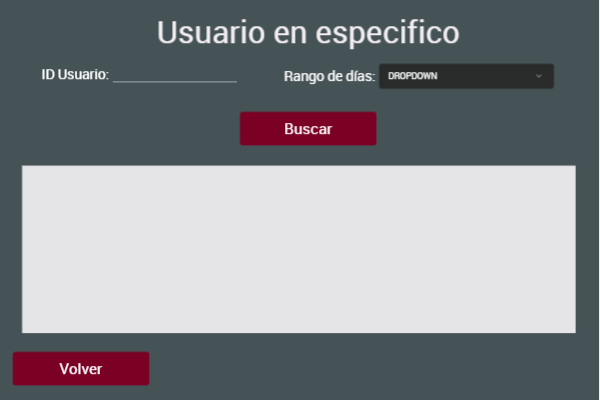 Usuario en especifico
ID Usuario: Rango de días: DROPDOWN
Buscar
Volver